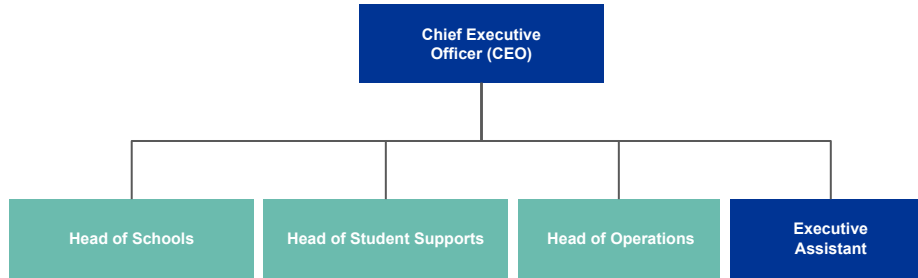 Chief Executive
Officer (CEO)
Head of Schools
Head of Student Supports
Head of Operations
Executive
Assistant